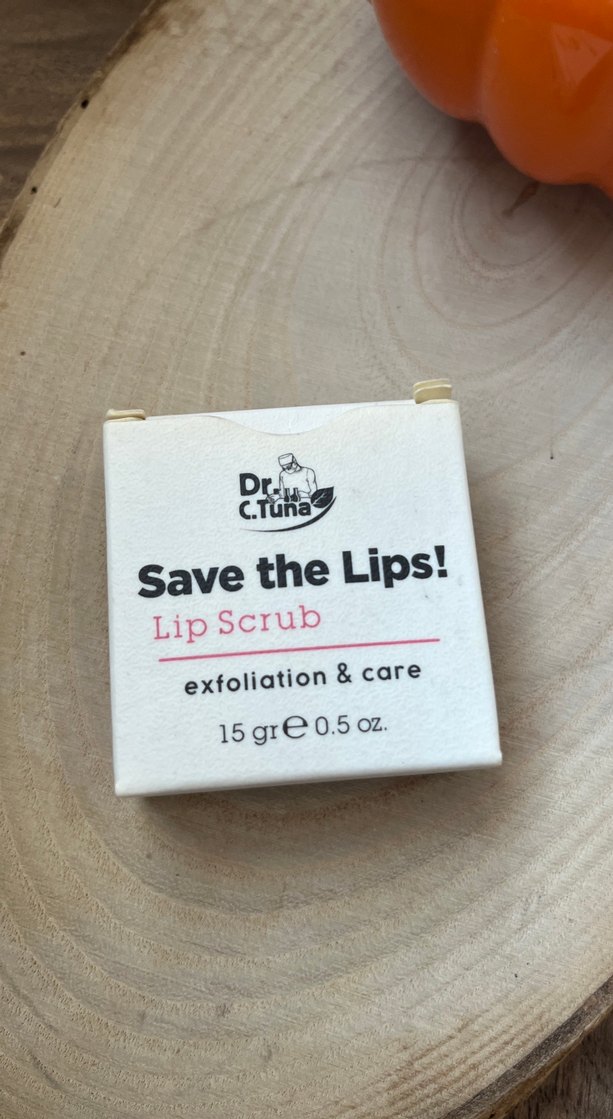 Dr.
C.Tuna
Save the Lips!
Lip Scrub
exfoliation & care
15 gr ℮ 0.5 oz.